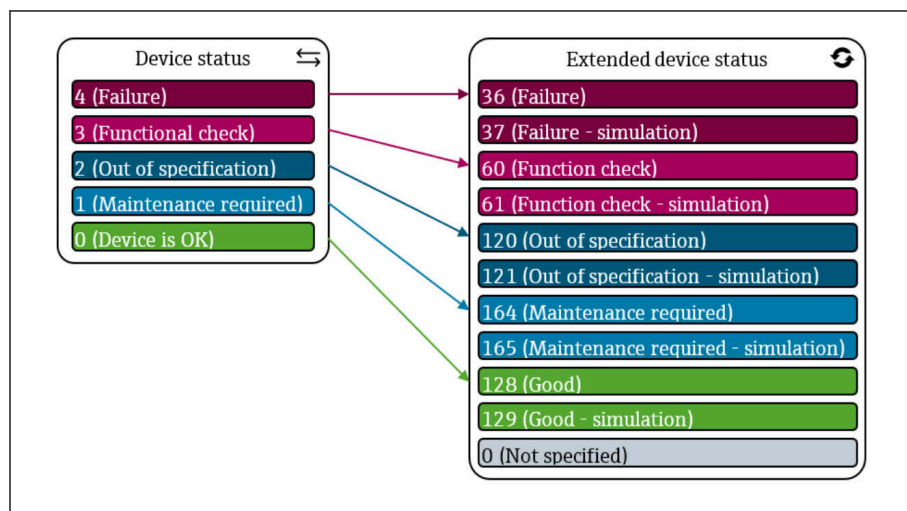 Device status
4 (Failure)
3 (Functional check)
2 (Out of specification)
1 (Maintenance required)
0 (Device is OK)
Extended device status
36 (Failure)
37 (Failure - simulation)
60 (Function check)
61 (Function check - simulation)
120 (Out of specification)
121 (Out of specification - simulation)
164 (Maintenance required)
165 (Maintenance required - simulation)
128 (Good)
129 (Good - simulation)
0 (Not specified)